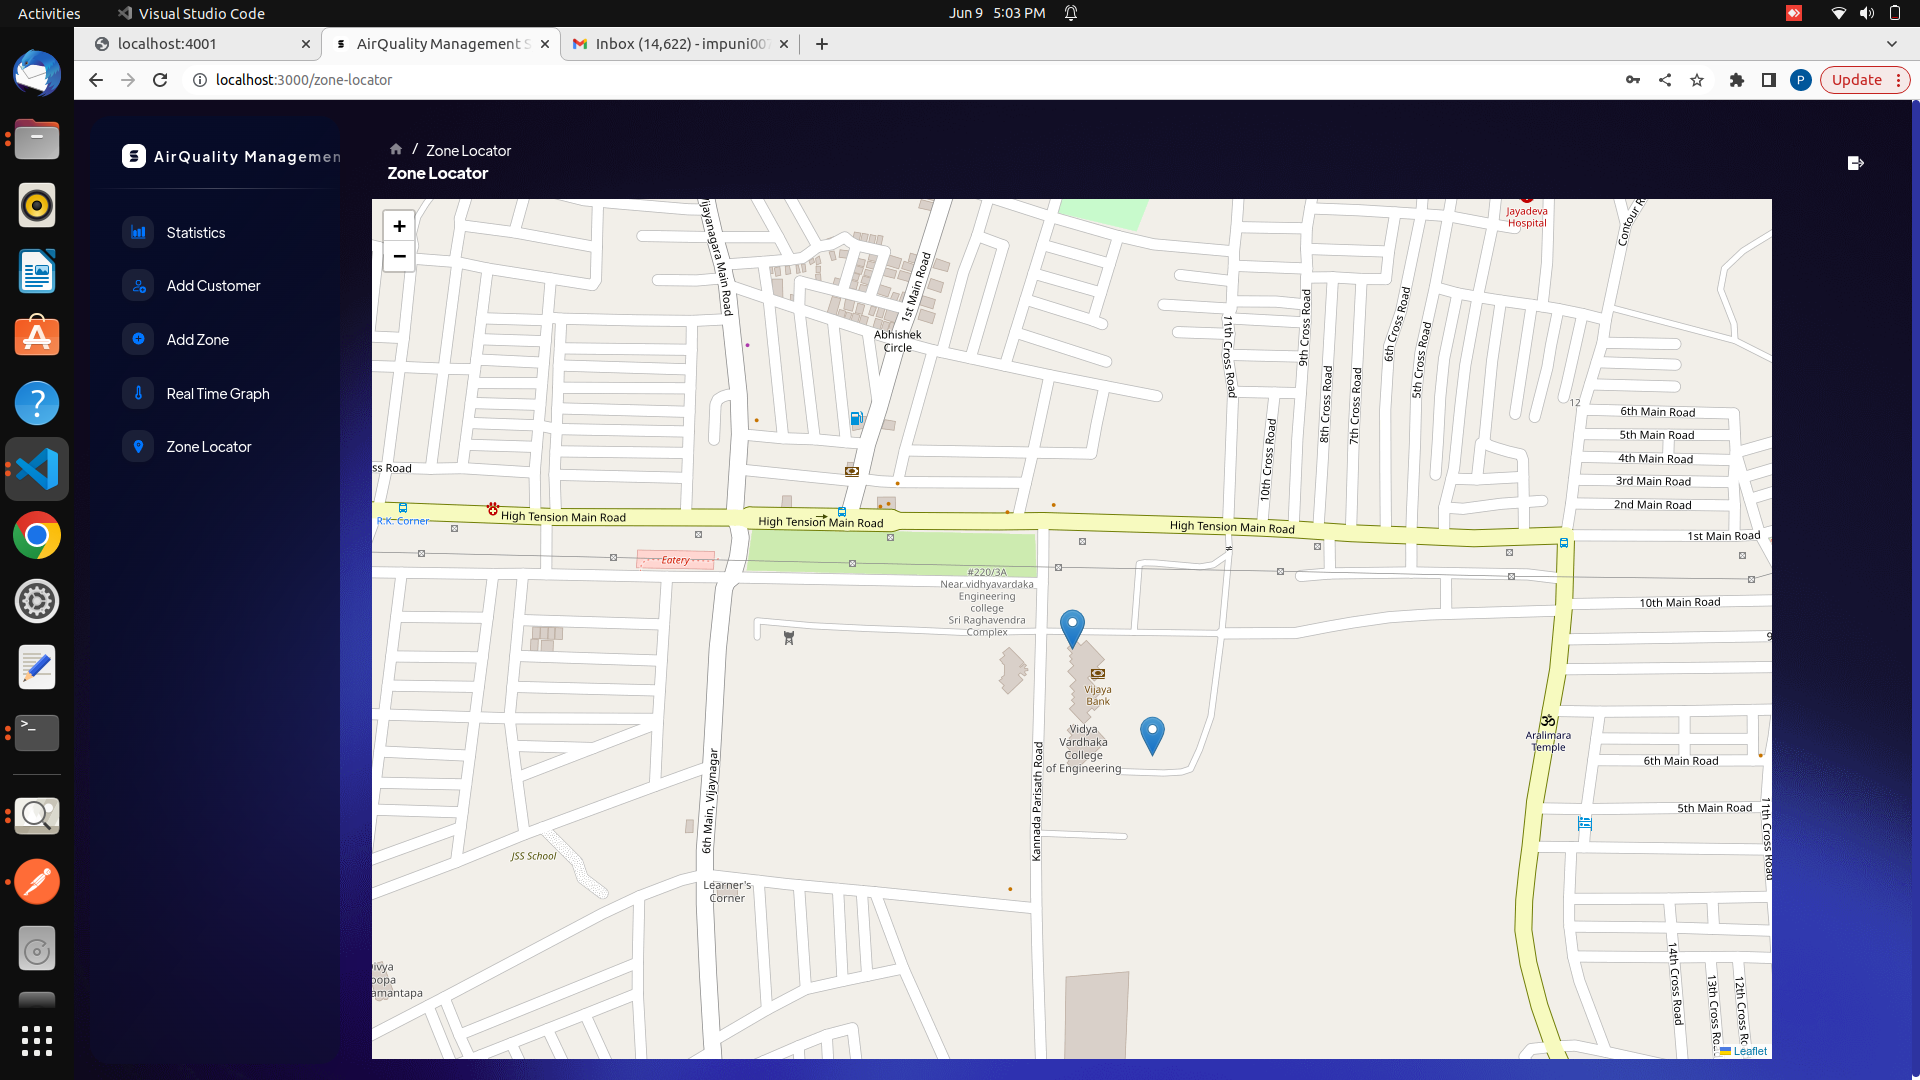 Activities
Visual Studio Code
Jun 9 5:03 PM
localhost:4001
AirQuality Management S
Inbox (14,622) - impuni007
localhost:3000/zone-locator
P
Update
AirQuality Managemen
/ Zone Locator
Zone Locator
Statistics
Add Customer
Add Zone
Real Time Graph
Zone Locator
+
−
Vijayanagara Main Road
1st Main Road
Abhishek
Circle
Jayadeva
Hospital
Contour R
11th Cross Road
9th Cross Road
6th Cross Road
5th Cross Road
8th Cross Road
7th Cross Road
10th Cross Road
12
6th Main Road
5th Main Road
4th Main Road
3rd Main Road
2nd Main Road
1st Main Road
ss Road
R.K. Corner
High Tension Main Road
High Tension Main Road
High Tension Main Road
Eatery
#220/3A
Near vidhyavardaka
Engineering
college
Sri Raghavendra
Complex
10th Main Road
9
Vijaya
Bank
Vidya
Vardhaka
College
of Engineering
Kannada Parisath Road
6th Main, Vijaynagar
ॐ
Aralimara
Temple
6th Main Road
5th Main Road
11th Cross Road
JSS School
Learner's
Corner
Divya
oopa
amantapa
14th Cross Road
13th Cross Ro
12th Cross Ro
Leaflet